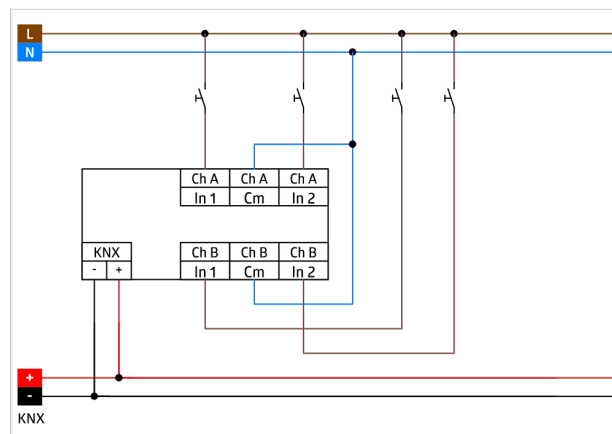 L
N
Ch A Ch A Ch A
In 1 Cm In 2
KNX
- +
Ch B Ch B Ch B
In 1 Cm In 2
+
-
KNX